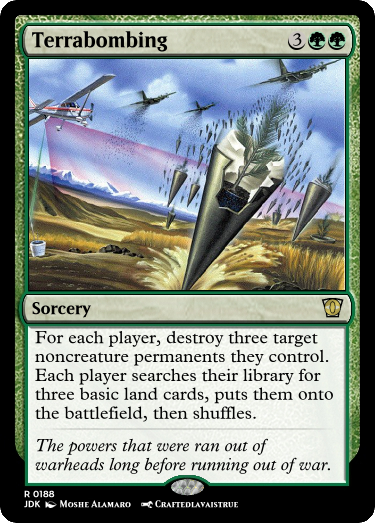 Terrabombing 3
Sorcery
For each player, destroy three target
noncreature permanents they control.
Each player searches their library for
three basic land cards, puts them onto
the battlefield, then shuffles.
The powers that were ran out of
warheads long before running out of war.
R 0188
JDK Moshe Alamaro Craftedlavaistrue